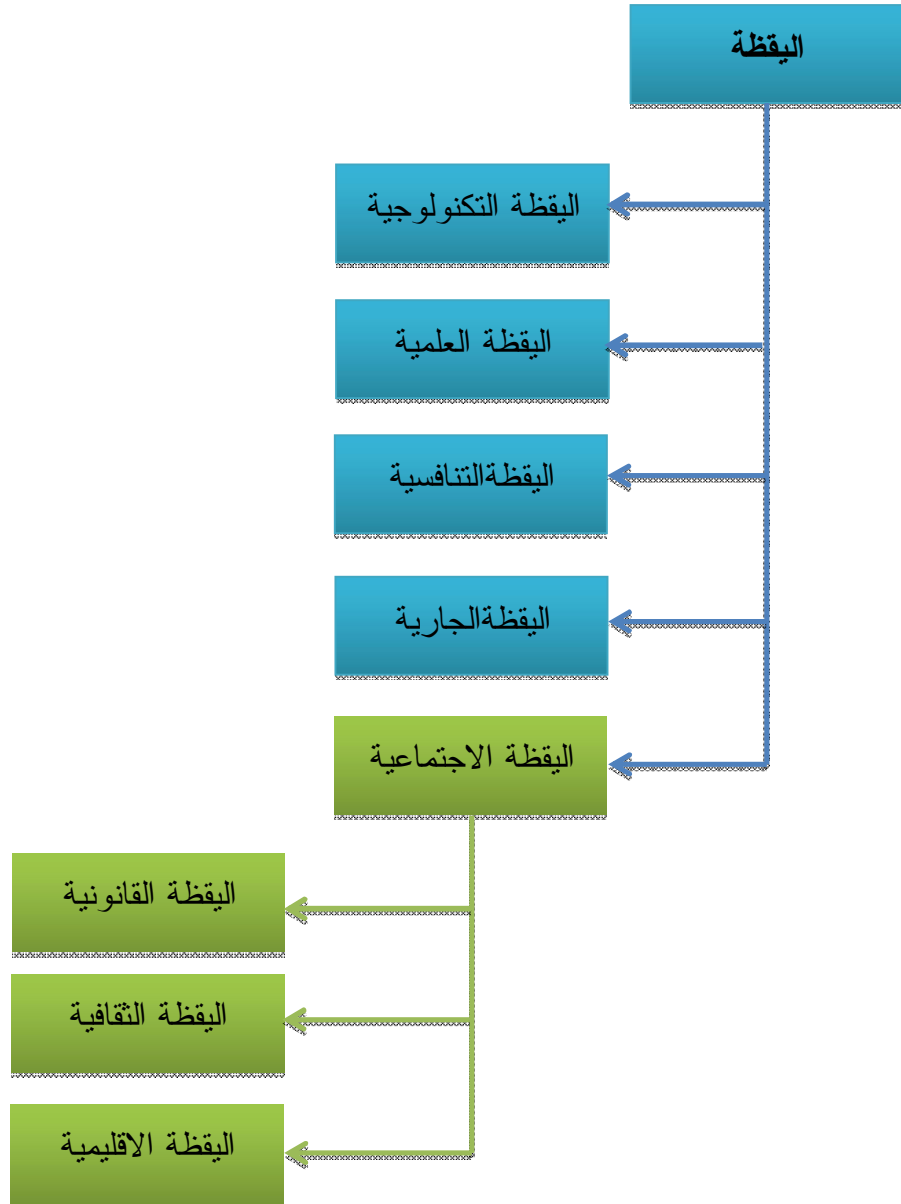 اليقظة
اليقظة التكنولوجية
اليقظة العلمية
اليقظةالتنافسية
اليقظةالجارية
اليقظة الاجتماعية
اليقظة القانونية
اليقظة الثقافية
اليقظة الاقليمية